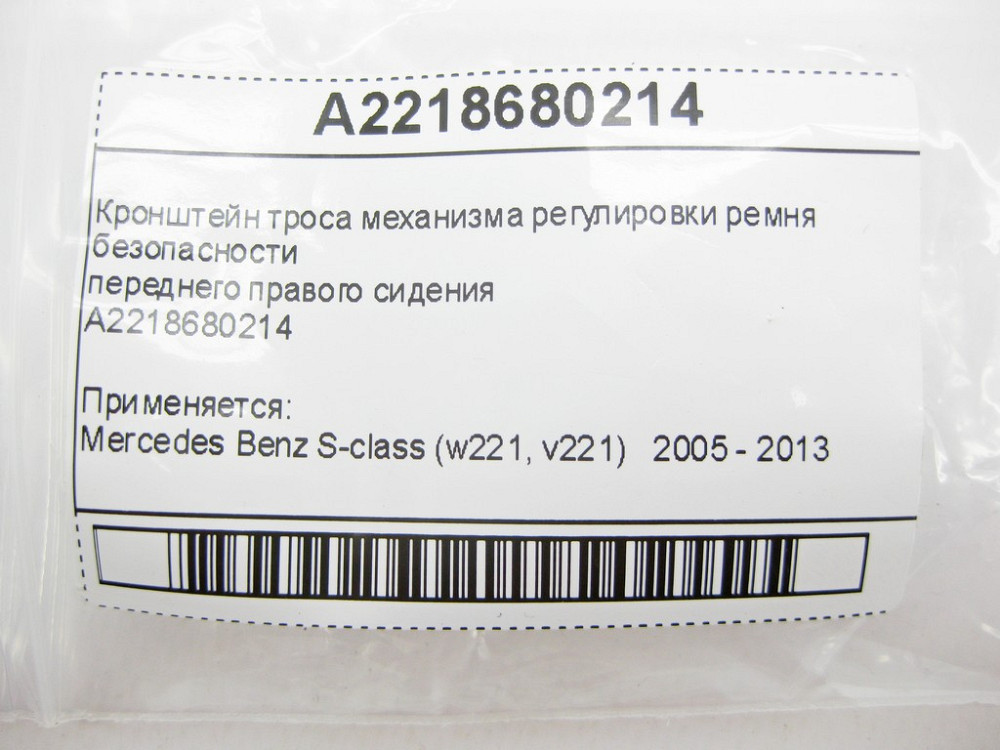 A2218680214
Кронштейн троса механизма регулировки ремня
безопасности
переднего правого сидения
A2218680214
Применяется:
Mercedes Benz S-class (w221, v221) 2005 - 2013